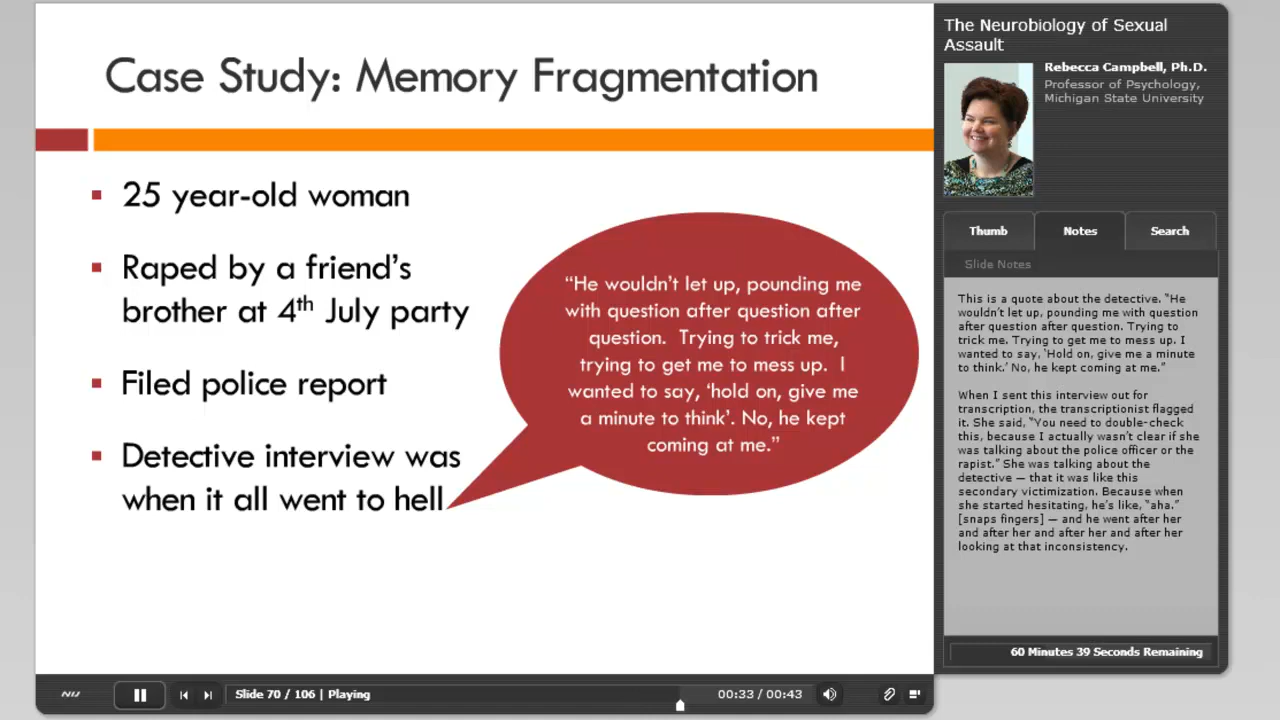 Case Study: Memory Fragmentation
25 year-old woman
Raped by a friend's
brother at 4th July party
Filed police report
Detective interview was
when it all went to hell
“He wouldn't let up, pounding me
with question after question after
question. Trying to trick me,
trying to get me to mess up. I
wanted to say, ‘hold on, give me
a minute to think’. No, he kept
coming at me.”
The Neurobiology of Sexual
Assault
Rebecca Campbell, Ph.D.
Professor of Psychology,
Michigan State University
Thumb Notes Search
Slide Notes
This is a quote about the detective. “He
wouldn't let up, pounding me with question
after question after question. Trying to
trick me. Trying to get me to mess up. I
wanted to say, ‘Hold on, give me a minute
to think.’ No, he kept coming at me.”
When I sent this interview out for
transcription, the transcriptionist flagged
it. She said, “You need to double-check
this, because I actually wasn't clear if she
was talking about the police officer or the
rapist.” She was talking about the
detective — that it was like this
secondary victimization. Because when
she started hesitating, he's like, “aha.”
[snaps fingers] — and he went after her
and after her and after her and after her
looking at that inconsistency.
60 Minutes 39 Seconds Remaining
NIJ
Slide 70 / 106 | Playing
00:33 / 00:43